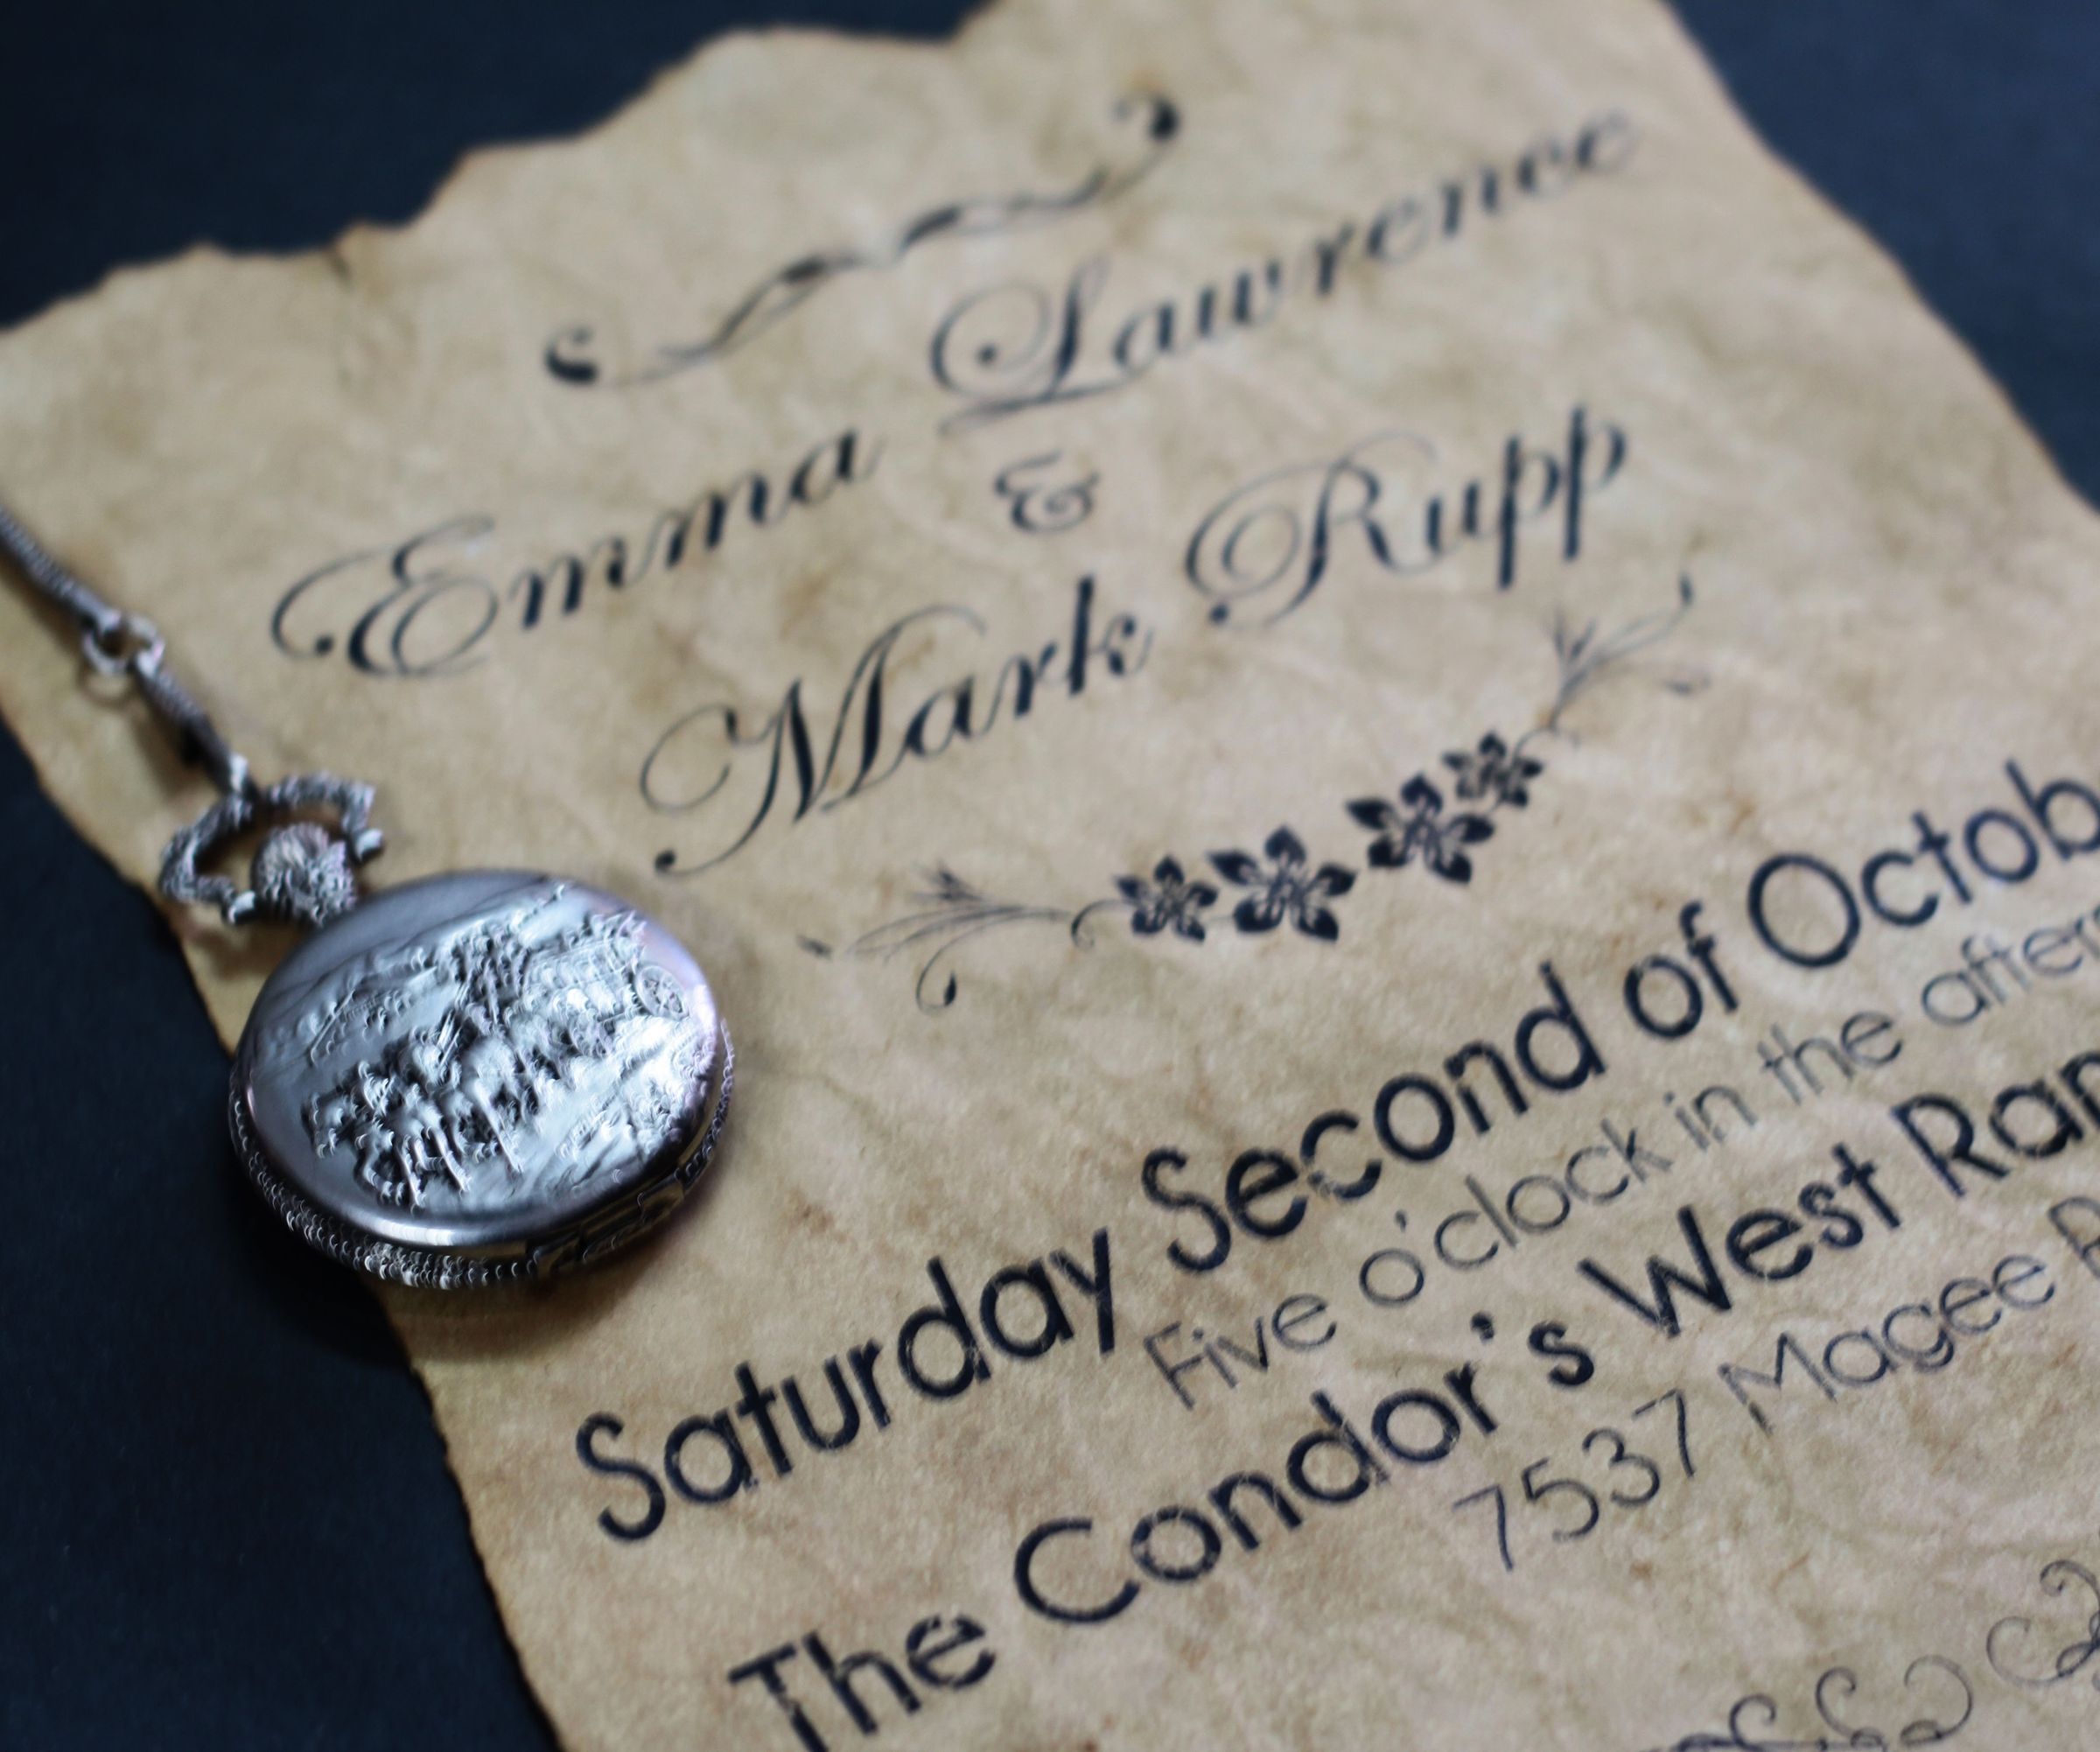 Emma Lawrence
&
Mark Rupp
Saturday Second of Octob
Five o'clock in the after
The Condor's West Ran
7537 Magee R